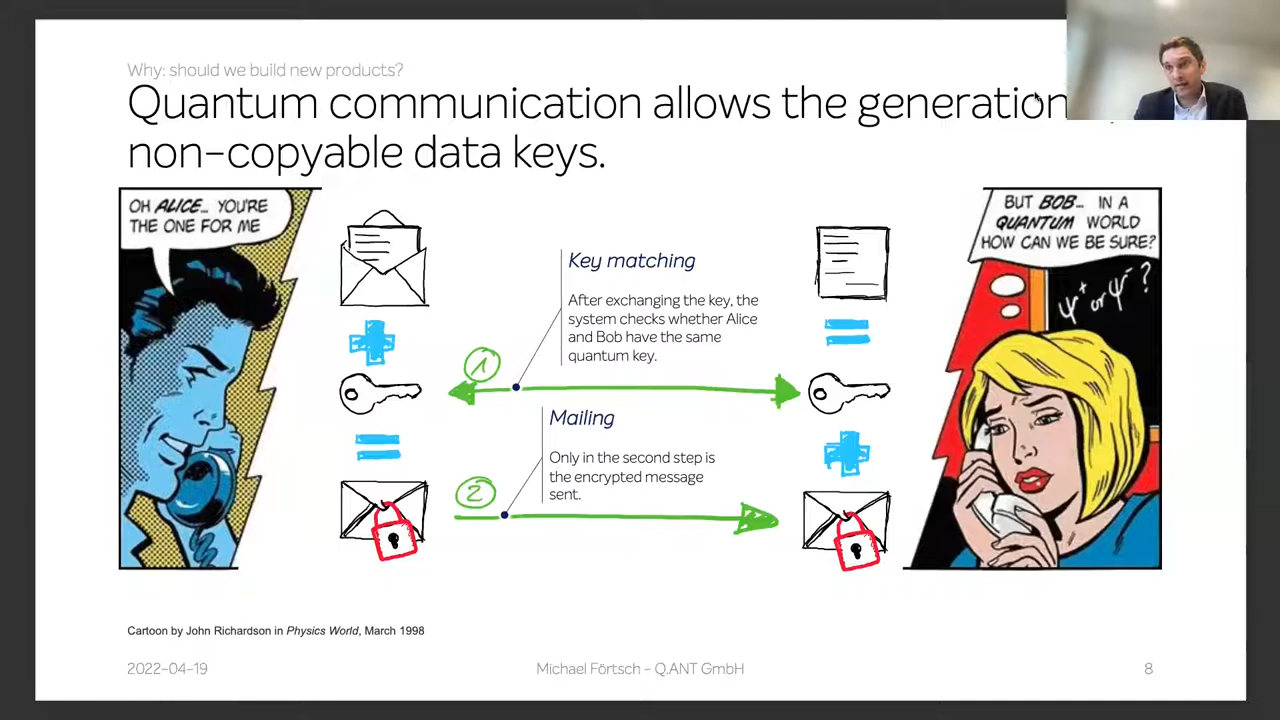 Why: should we build new products?
Quantum communication allows the generation
non-copyable data keys.
OH ALICE... YOU'RE
THE ONE FOR ME
BUT BOB... IN A
QUANTUM WORLD
HOW CAN WE BE SURE?
ψ⁺ or ψ⁻ ?
Key matching
After exchanging the key, the
system checks whether Alice
and Bob have the same
quantum key.
1
Mailing
Only in the second step is
the encrypted message
sent.
2
Cartoon by John Richardson in Physics World, March 1998
2022-04-19
Michael Förtsch - Q.ANT GmbH
8